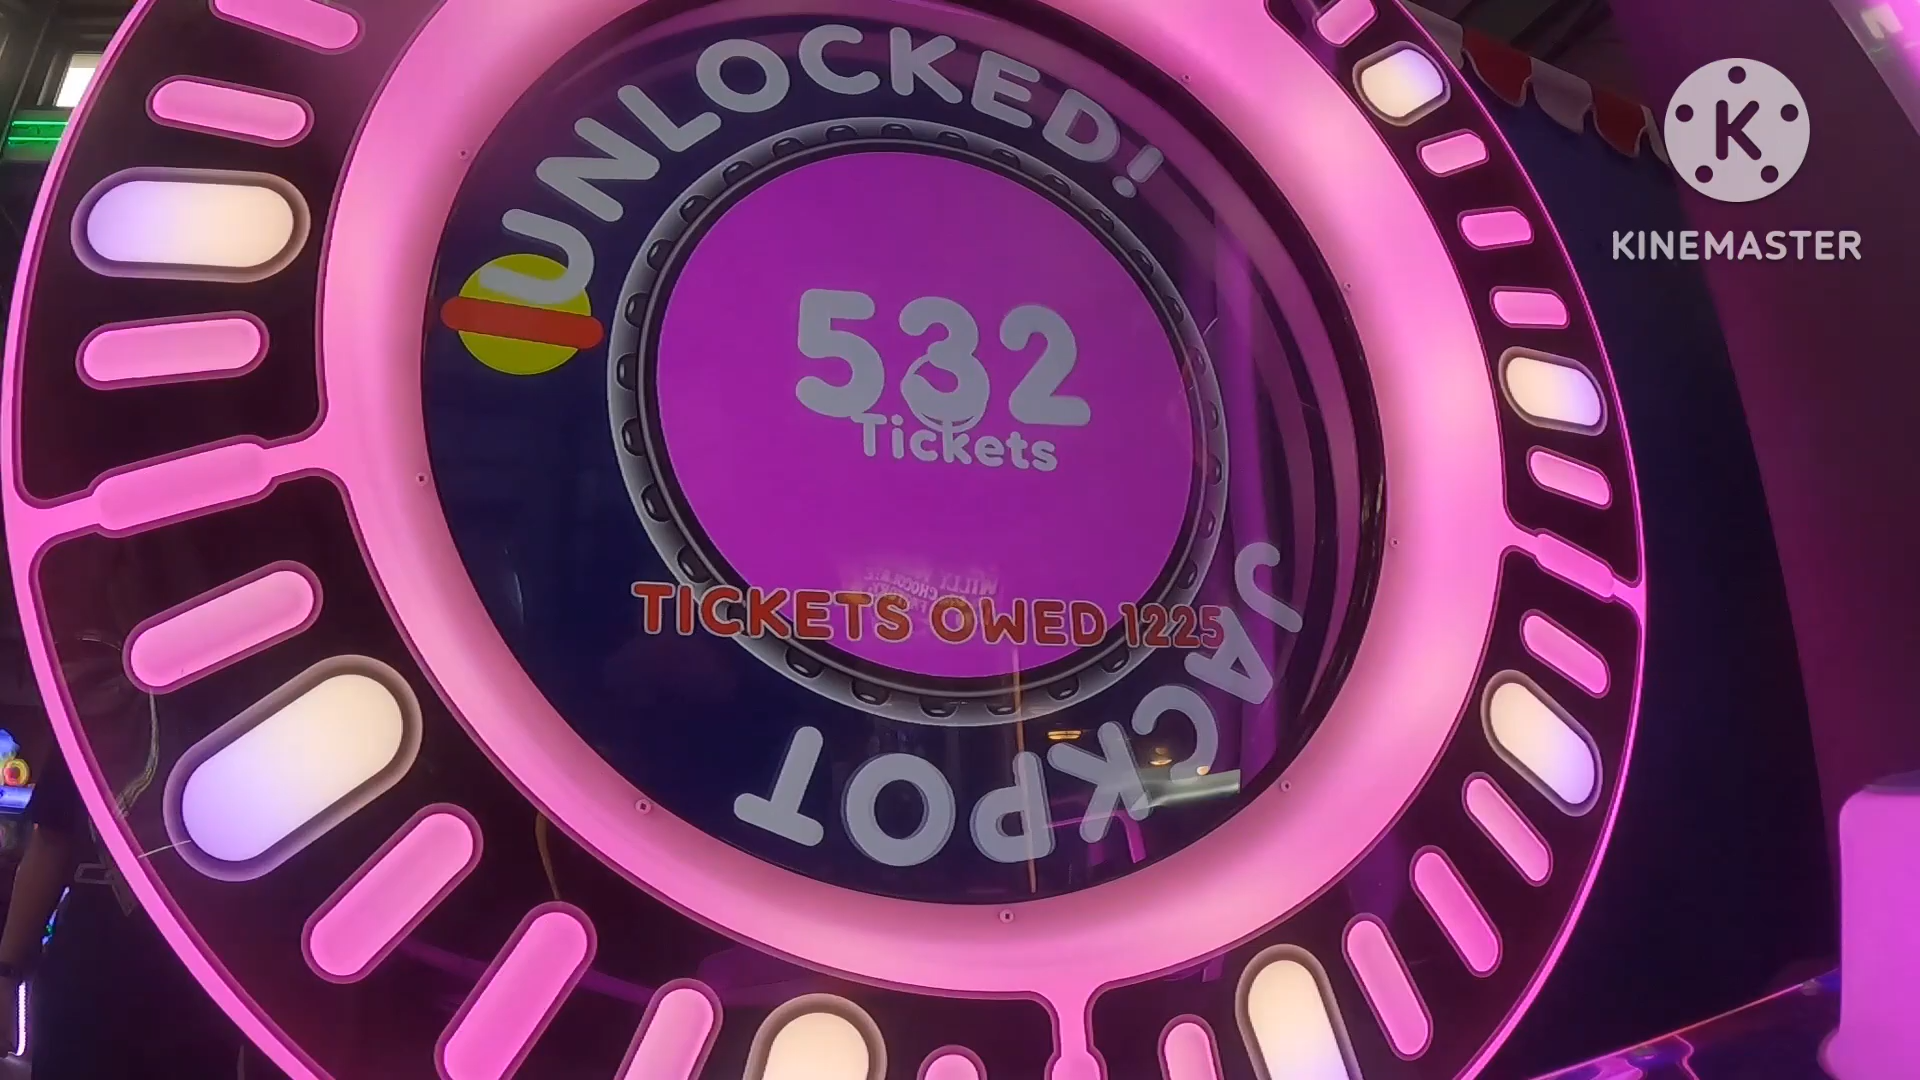 UNLOCKED!
532
Tickets
TICKETS OWED 1225
JACKPOT
K
KINEMASTER